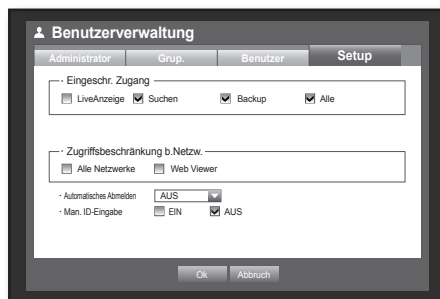 Benutzerverwaltung
Administrator Grup. Benutzer Setup
· Eingeschr. Zugang
LiveAnzeige Suchen Backup Alle
· Zugriffsbeschränkung b.Netzw.
Alle Netzwerke Web Viewer
· Automatisches Abmelden AUS
· Man. ID-Eingabe EIN AUS
Ok Abbruch